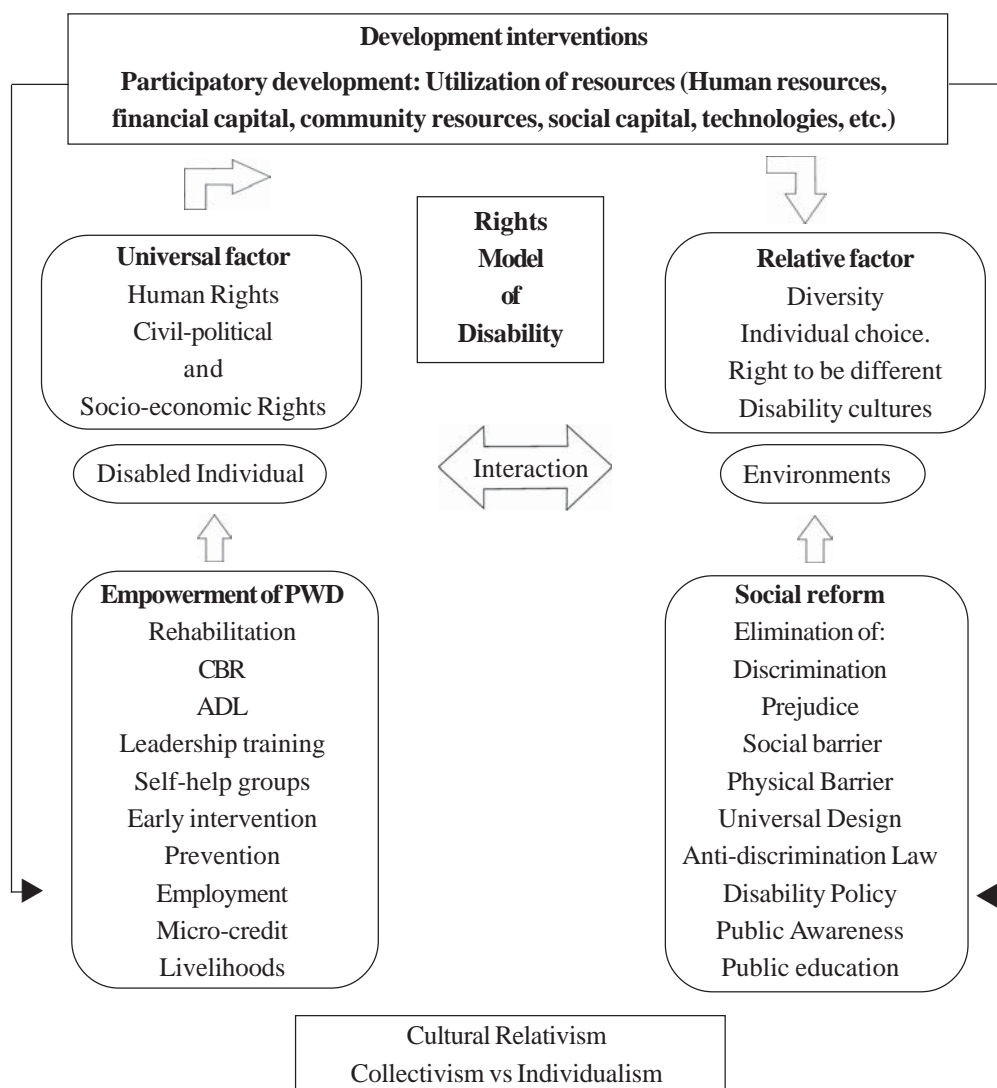 Development interventions
Participatory development: Utilization of resources (Human resources,
financial capital, community resources, social capital, technologies, etc.)
Rights
Model
of
Disability
Universal factor
Human Rights
Civil-political
and
Socio-economic Rights
Relative factor
Diversity
Individual choice.
Right to be different
Disability cultures
Disabled Individual
Interaction
Environments
Empowerment of PWD
Rehabilitation
CBR
ADL
Leadership training
Self-help groups
Early intervention
Prevention
Employment
Micro-credit
Livelihoods
Social reform
Elimination of:
Discrimination
Prejudice
Social barrier
Physical Barrier
Universal Design
Anti-discrimination Law
Disability Policy
Public Awareness
Public education
Cultural Relativism
Collectivism vs Individualism